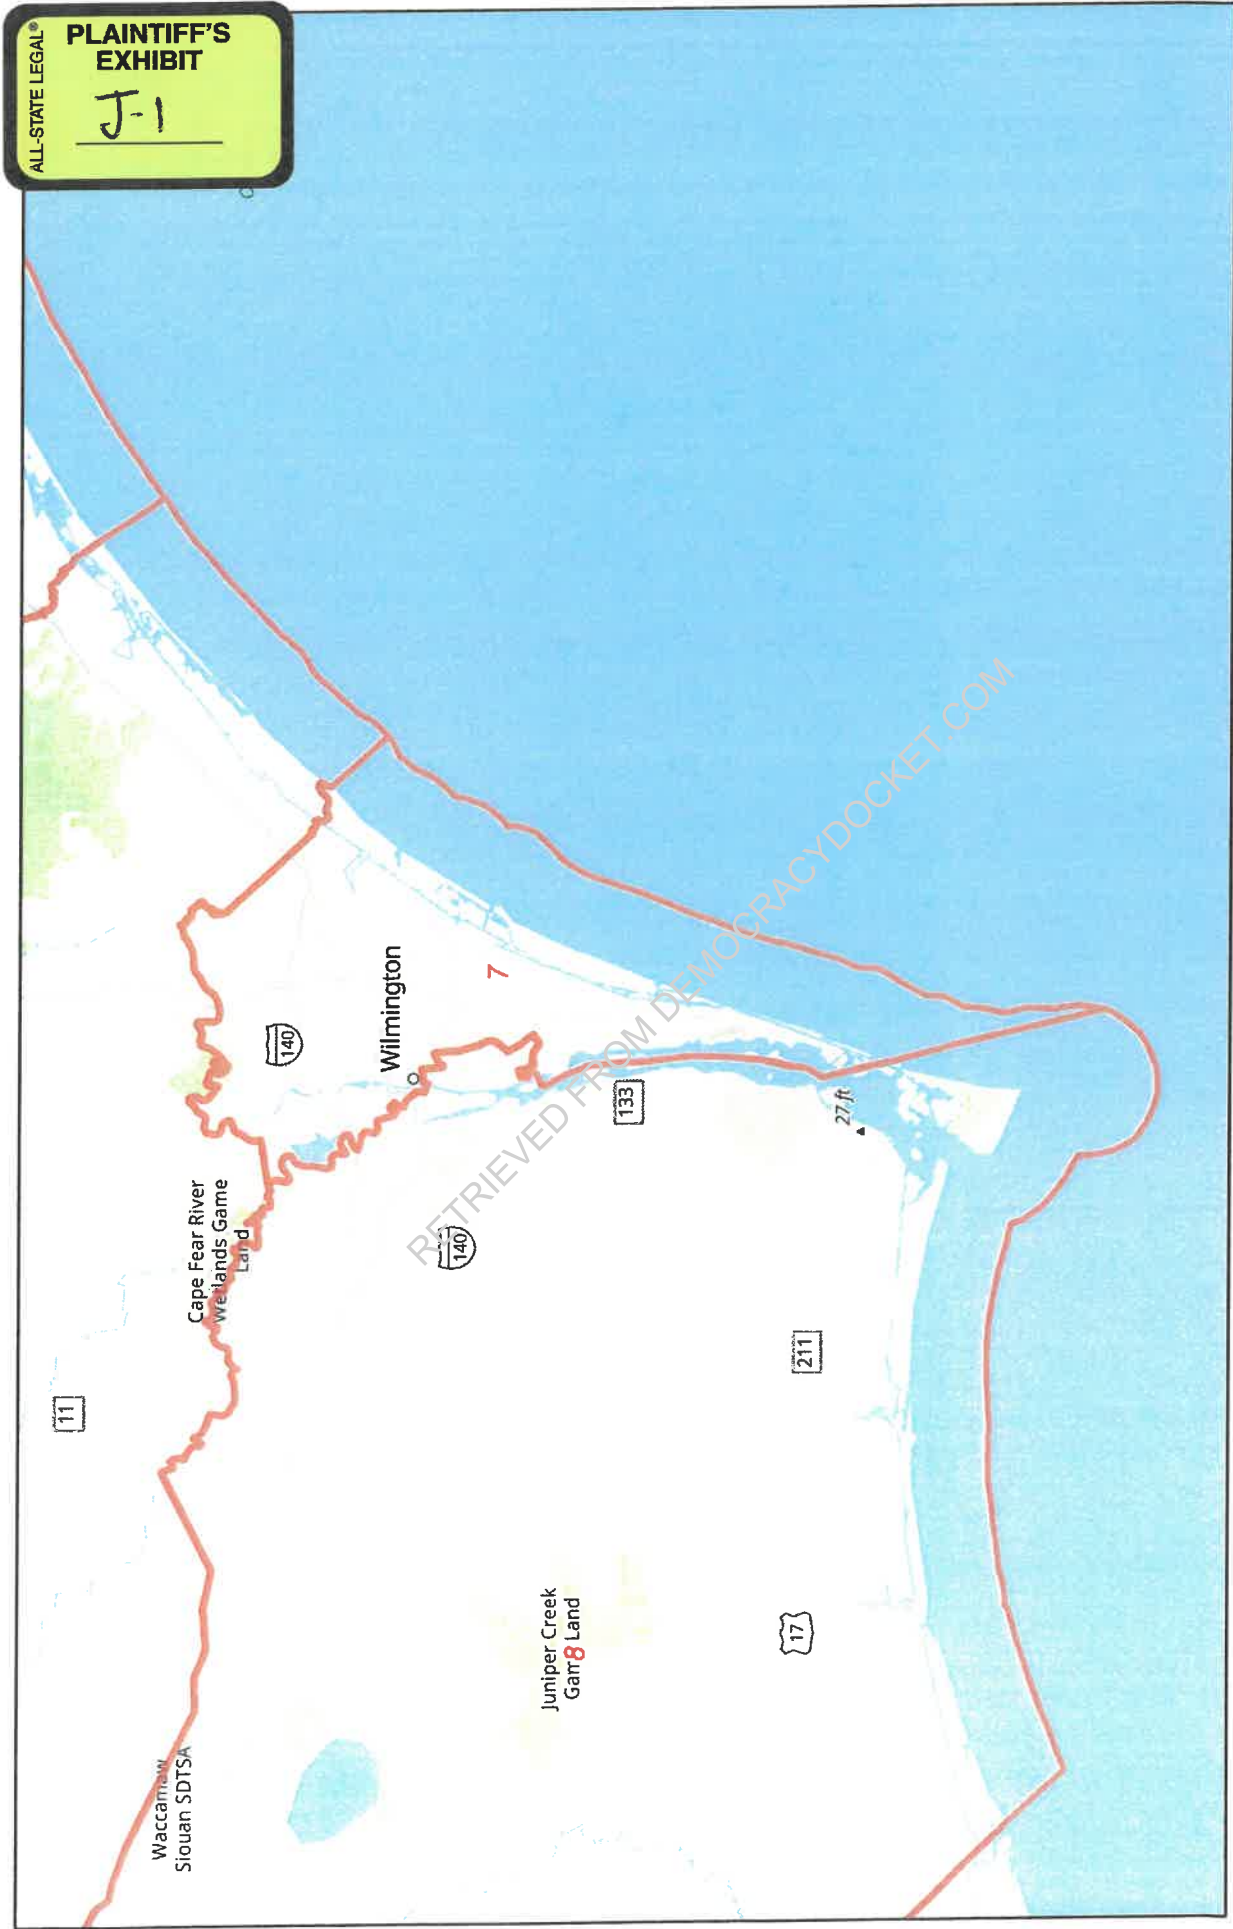 ALL-STATE LEGAL®
PLAINTIFF'S
EXHIBIT
J-1
11
Cape Fear River
Wetlands Game
Land
140
Wilmington
7
140
133
27 ft
211
Waccamaw
Siouan SDTSA
Juniper Creek
Gam8 Land
17
RETRIEVED FROM DEMOCRACYDOCKET.COM